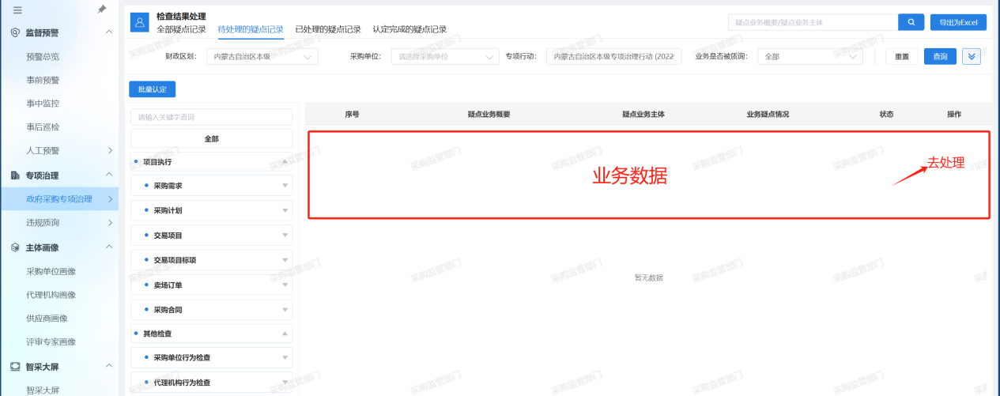 监督预警
预警总览
事前预警
事中监控
事后巡检
人工预警
专项治理
政府采购专项治理
违规质询
主体画像
采购单位画像
代理机构画像
供应商画像
评审专家画像
智采大屏
智采大屏
检查结果处理
全部疑点记录 待处理的疑点记录 已处理的疑点记录 认定完成的疑点记录
疑点业务概要/疑点业务主体
导出为Excel
财政区划: 内蒙古自治区本级 采购单位: 请选择采购单位 专项行动: 内蒙古自治区本级专项治理行动 (2022 业务是否被质询: 全部 重置 查询
批量认定
请输入关键字查询
全部
项目执行
采购需求
采购计划
交易项目
交易项目标项
卖场订单
采购合同
其他检查
采购单位行为检查
代理机构行为检查
序号 疑点业务概要 疑点业务主体 业务疑点情况 状态 操作
业务数据
去处理
暂无数据
采购监管部门